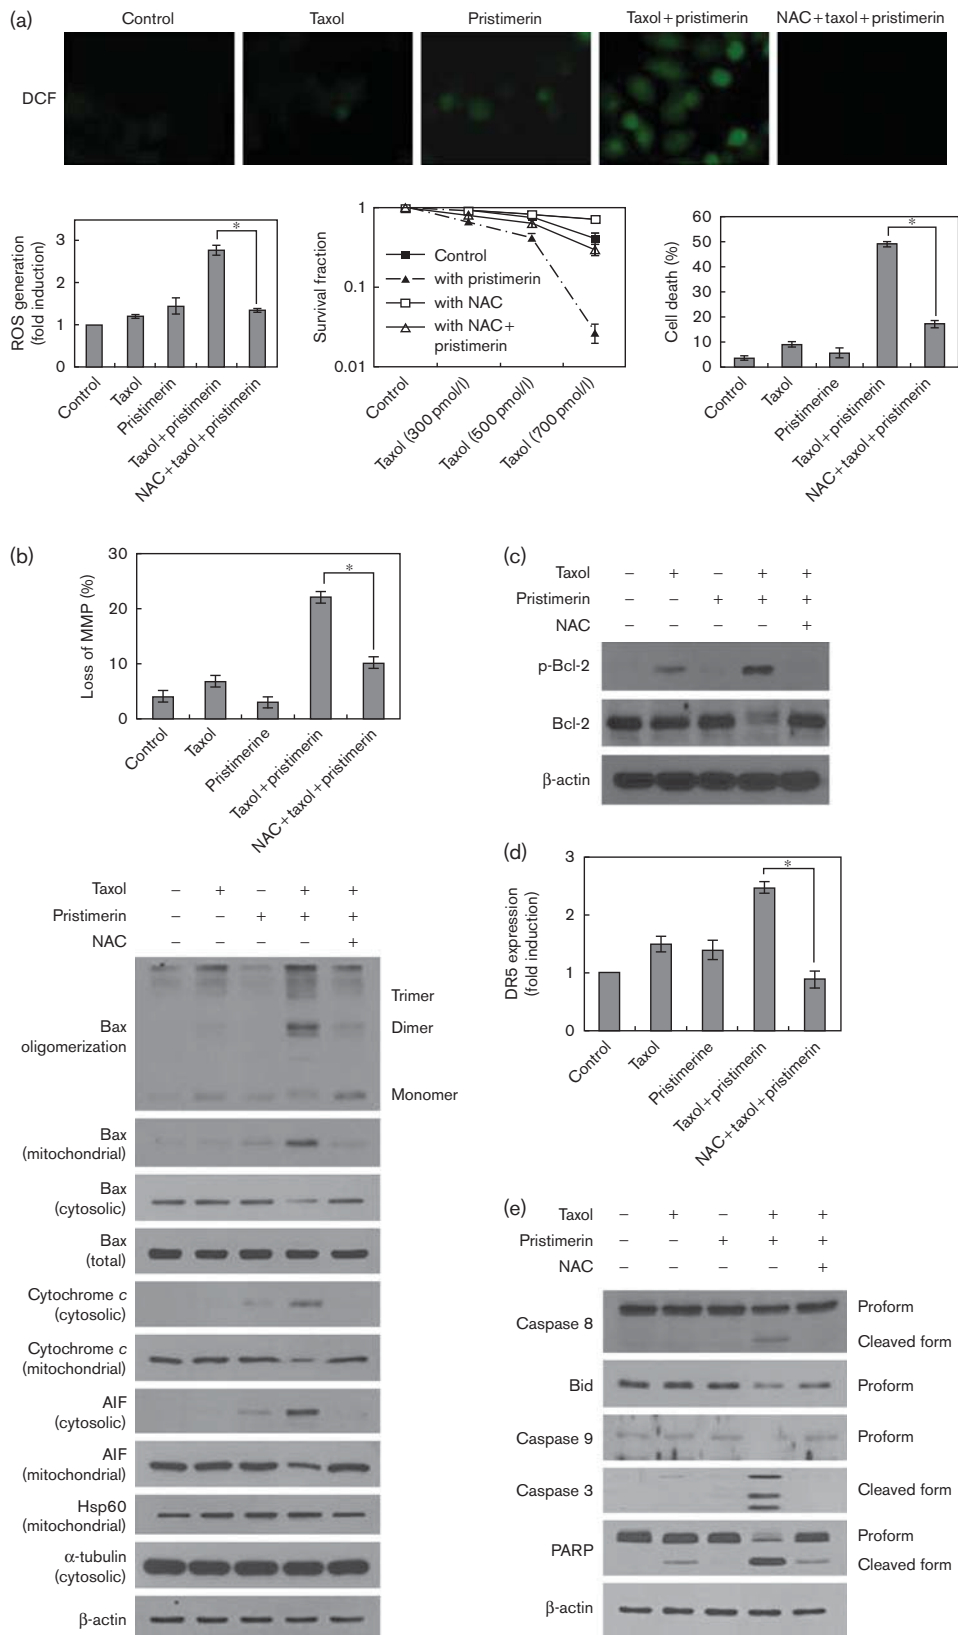 (a)
Control
Taxol
Pristimerin
Taxol+pristimerin
NAC+taxol+pristimerin
DCF
ROS generation
(fold induction)
3
2
1
0
*
Control
Taxol
Pristimerin
Taxol+pristimerin
NAC+taxol+pristimerin
Survival fraction
1
0.1
0.01
Control
with pristimerin
with NAC
with NAC+
pristimerin
Control
Taxol (300 pmol/l)
Taxol (500 pmol/l)
Taxol (700 pmol/l)
Cell death (%)
60
50
40
30
20
10
0
*
Control
Taxol
Pristimerine
Taxol+pristimerin
NAC+taxol+pristimerin
(b)
Loss of MMP (%)
30
20
10
0
*
Control
Taxol
Pristimerine
Taxol+pristimerin
NAC+taxol+pristimerin
Taxol – + – + +
Pristimerin – – + + +
NAC – – – – +
Bax
oligomerization
Trimer
Dimer
Monomer
Bax
(mitochondrial)
Bax
(cytosolic)
Bax
(total)
Cytochrome c
(cytosolic)
Cytochrome c
(mitochondrial)
AIF
(cytosolic)
AIF
(mitochondrial)
Hsp60
(mitochondrial)
α-tubulin
(cytosolic)
β-actin
(c)
Taxol – + – + +
Pristimerin – – + + +
NAC – – – – +
p-Bcl-2
Bcl-2
β-actin
(d)
DR5 expression
(fold induction)
3
2
1
0
*
Control
Taxol
Pristimerine
Taxol+pristimerin
NAC+taxol+pristimerin
(e)
Taxol – + – + +
Pristimerin – – + + +
NAC – – – – +
Caspase 8
Proform
Cleaved form
Bid
Proform
Caspase 9
Proform
Caspase 3
Cleaved form
PARP
Proform
Cleaved form
β-actin